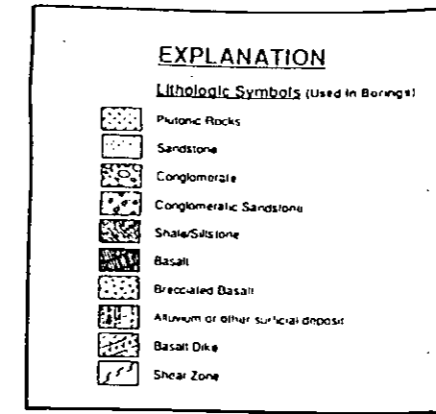 EXPLANATION
Lithologic Symbols (Used in Borings)
Plutonic Rocks
Sandstone
Conglomerate
Conglomeratic Sandstone
Shale/Siltstone
Basalt
Brecciated Basalt
Alluvium or other surficial deposit
Basalt Dike
Shear Zone